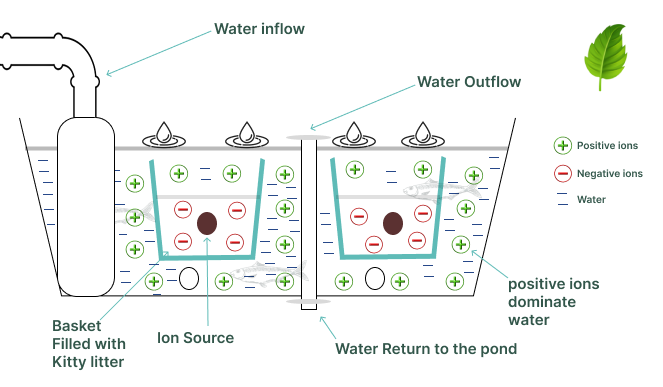 Water inflow
Water Outflow
Positive ions
Negative ions
Water
positive ions
dominate
water
Basket
Filled with
Kitty litter
Ion Source
Water Return to the pond